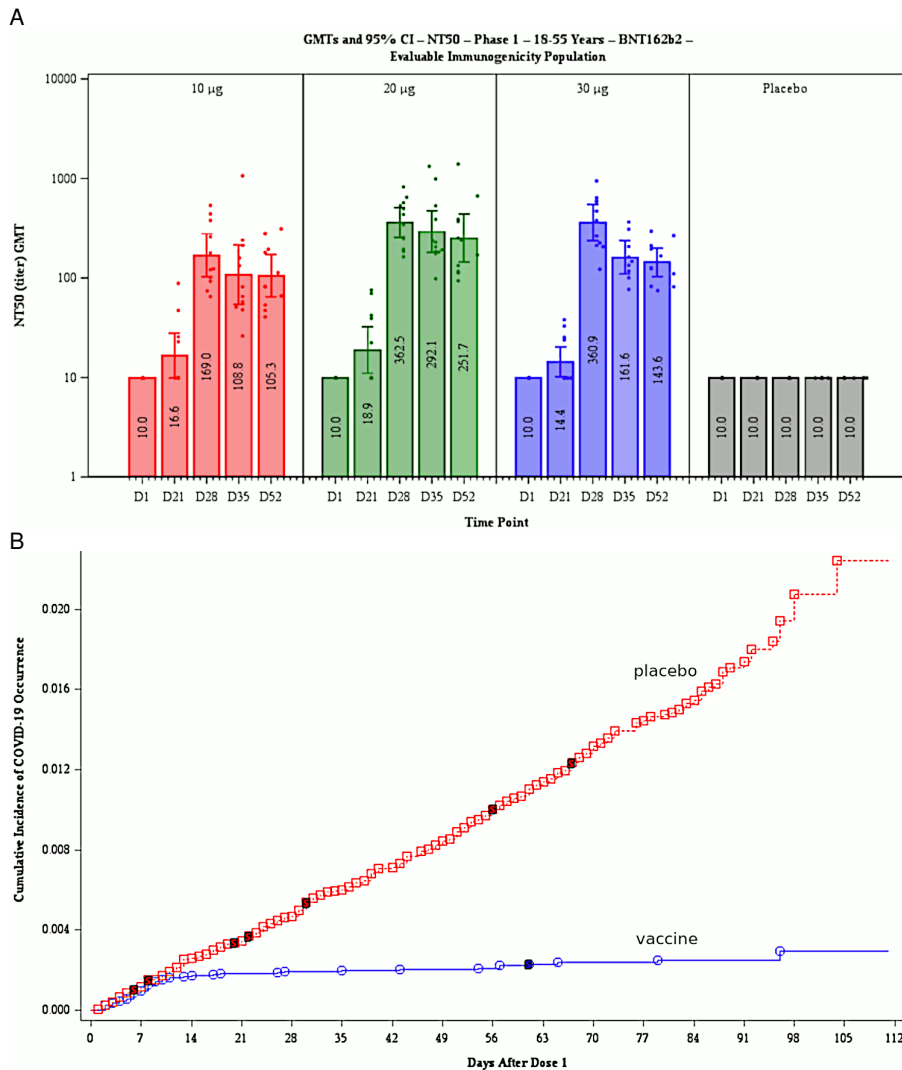 A
GMTs and 95% CI – NT50 – Phase 1 – 18-55 Years – BNT162b2 –
Evaluable Immunogenicity Population
10 µg 20 µg 30 µg Placebo
NT50 (titer) GMT
10000
1000
100
10
1
10.0 16.6 169.0 108.8 105.3 10.0 18.9 362.5 292.1 251.7 10.0 14.4 360.9 161.6 143.6 10.0 10.0 10.0 10.0 10.0
D1 D21 D28 D35 D52 D1 D21 D28 D35 D52 D1 D21 D28 D35 D52 D1 D21 D28 D35 D52
Time Point
B
Cumulative Incidence of COVID-19 Occurrence
0.020
0.016
0.012
0.008
0.004
0.000
placebo
vaccine
0 7 14 21 28 35 42 49 56 63 70 77 84 91 98 105 112
Days After Dose 1